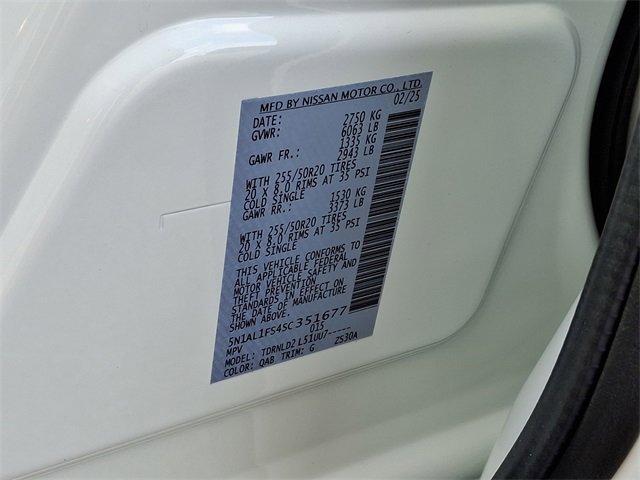 MFD BY NISSAN MOTOR CO., LTD.
DATE: 02/25
GVWR: 2750 KG
6063 LB
GAWR FR.: 1335 KG
2943 LB
WITH 255/50R20 TIRES
20 X 8.0 RIMS AT 35 PSI
COLD SINGLE
GAWR RR.: 1530 KG
3373 LB
WITH 255/50R20 TIRES
20 X 8.0 RIMS AT 35 PSI
COLD SINGLE
THIS VEHICLE CONFORMS TO
ALL APPLICABLE FEDERAL
MOTOR VEHICLE SAFETY AND
THEFT PREVENTION
STANDARDS IN EFFECT ON
THE DATE OF MANUFACTURE
SHOWN ABOVE.
5N1AL1FS4SC351677
MPV 015
MODEL: TDRNLD2 L51UU7-----
COLOR: QAB TRIM: G ZS30A